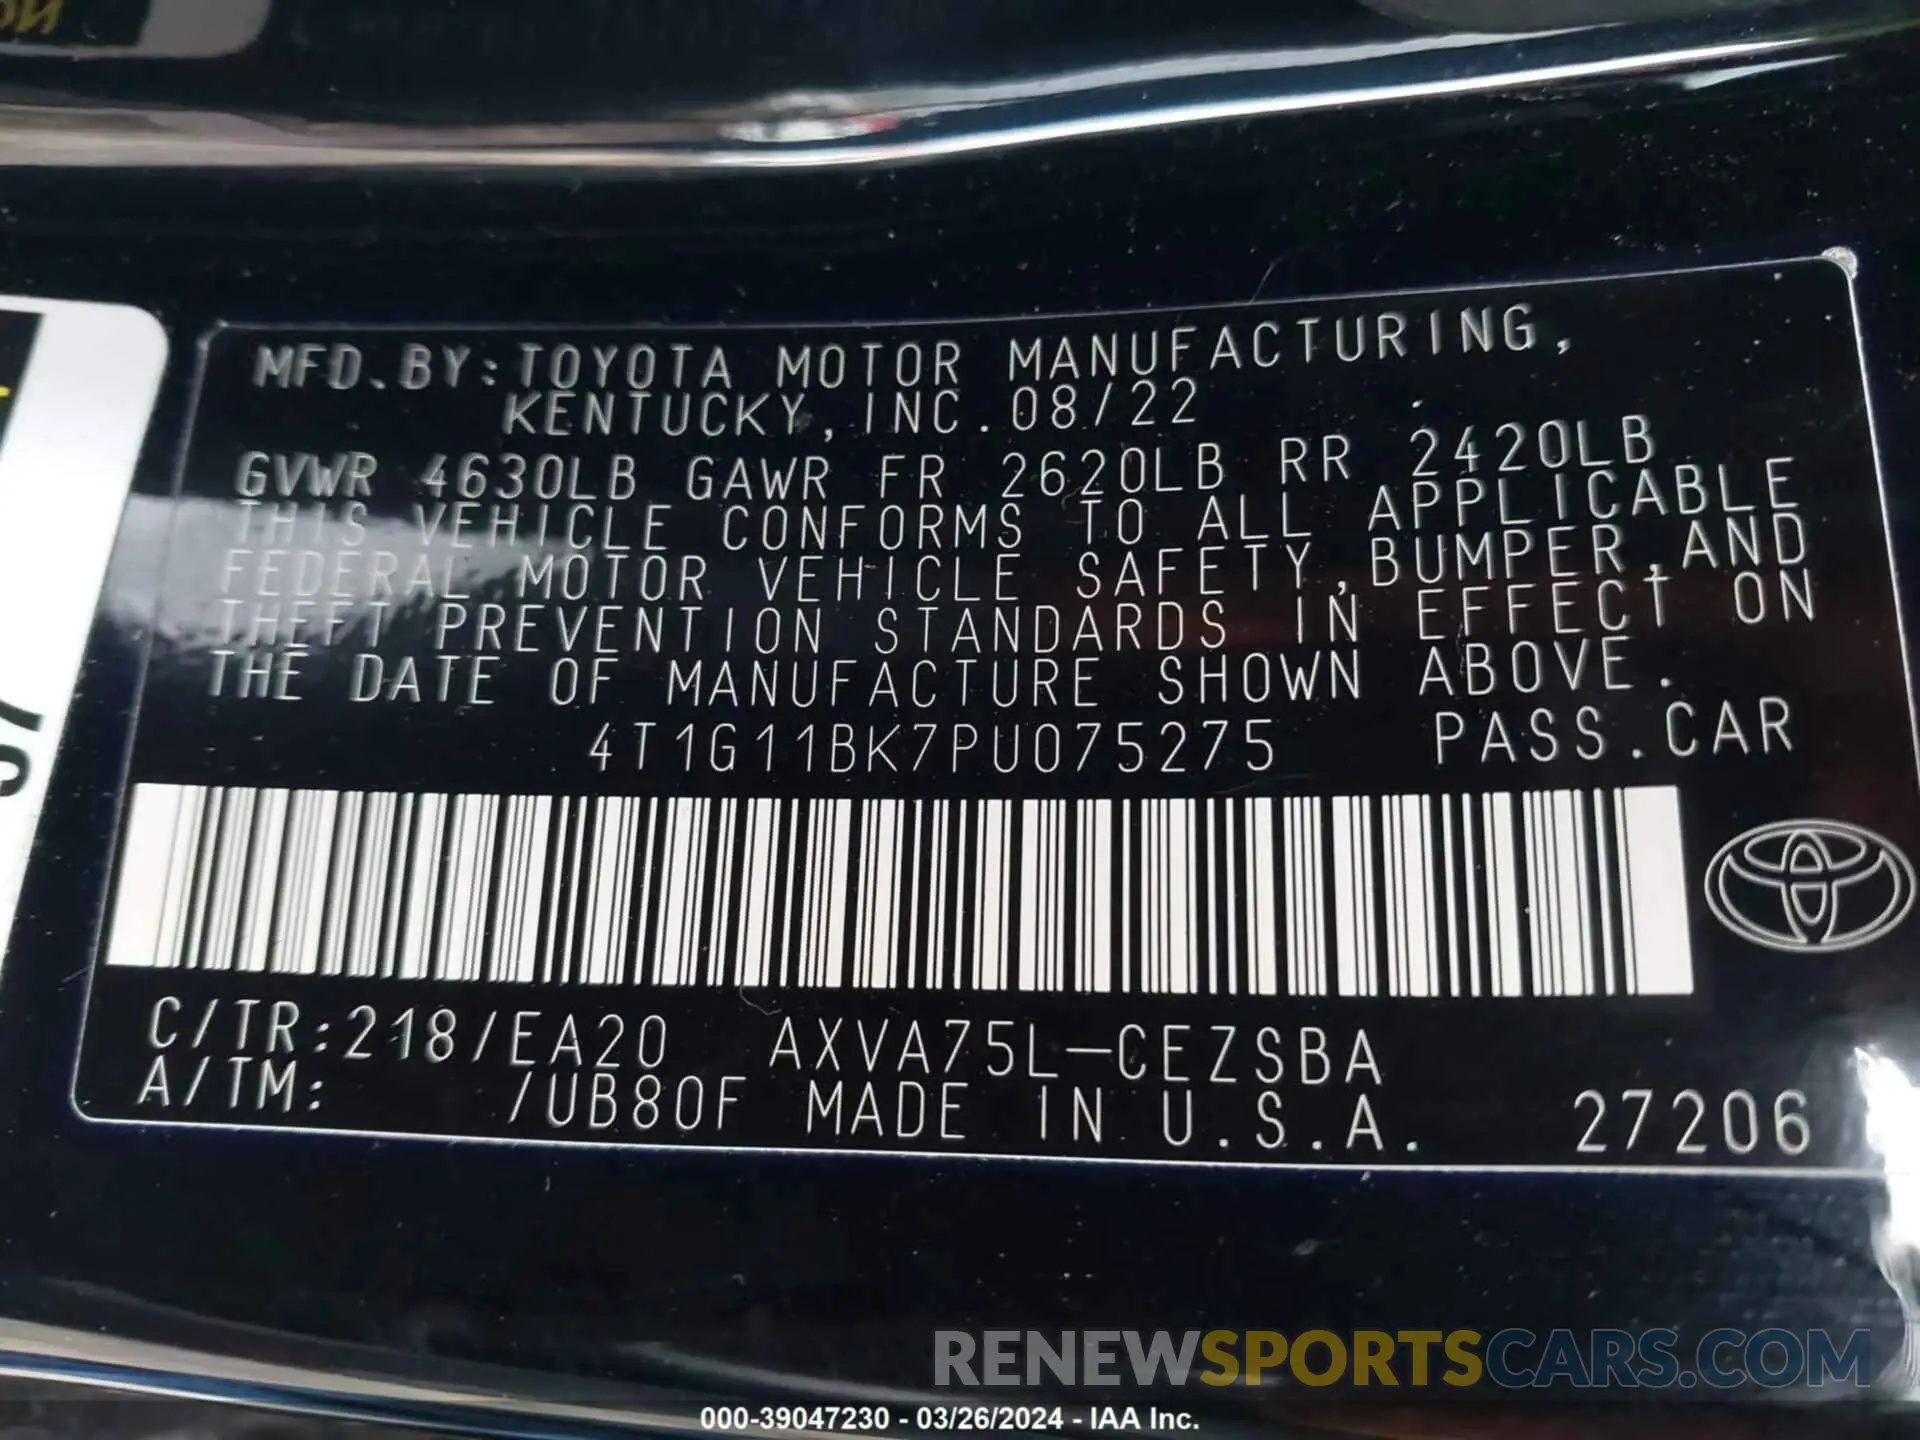 MFD.BY:TOYOTA MOTOR MANUFACTURING,
KENTUCKY,INC.08/22
GVWR 4630LB GAWR FR 2620LB RR 2420LB
THIS VEHICLE CONFORMS TO ALL APPLICABLE
FEDERAL MOTOR VEHICLE SAFETY,BUMPER,AND
THEFT PREVENTION STANDARDS IN EFFECT ON
THE DATE OF MANUFACTURE SHOWN ABOVE.
4T1G11BK7PU075275 PASS.CAR
C/TR:218/EA20 AXVA75L-CEZSBA
A/TM: /UB80F MADE IN U.S.A. 27206
RENEWSPORTSCARS.COM
000-39047230 - 03/26/2024 - IAA Inc.